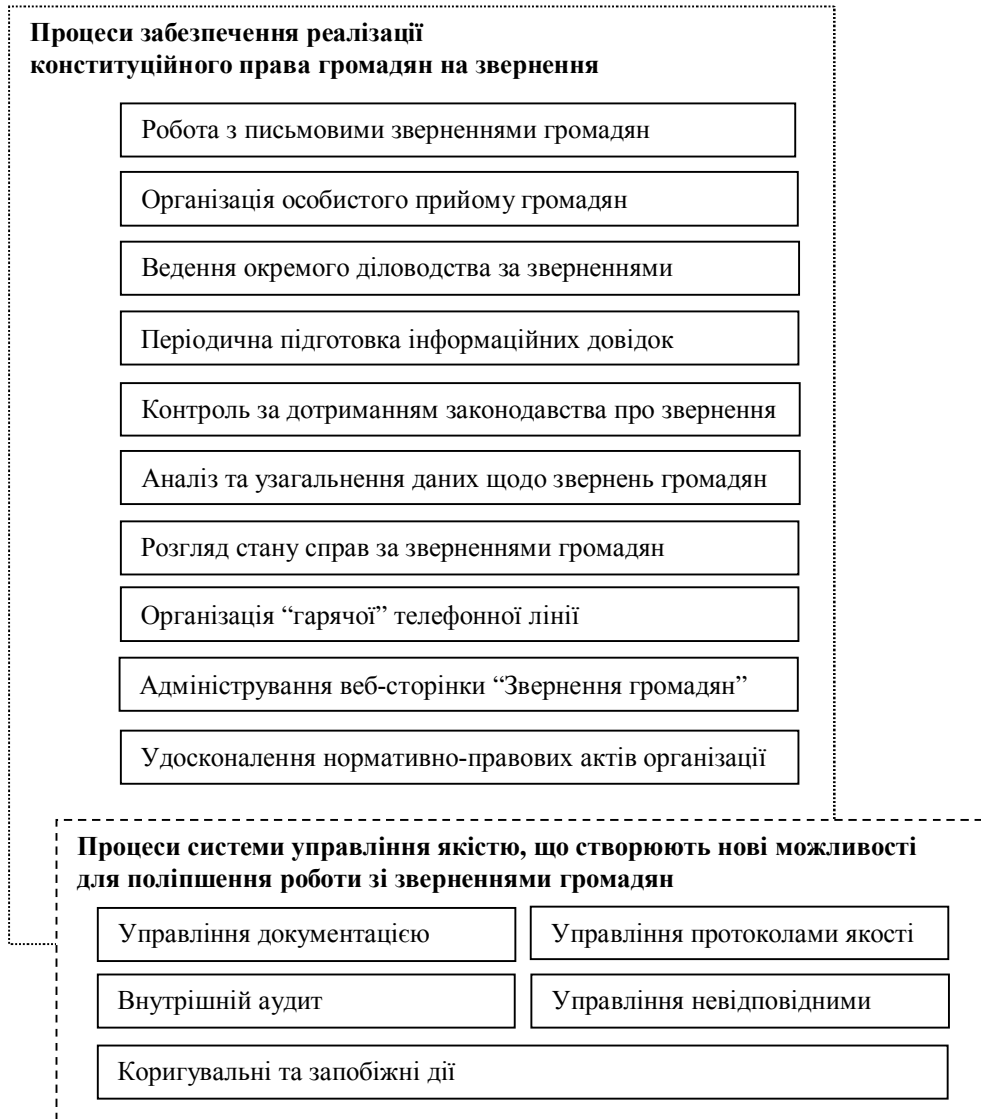 Процеси забезпечення реалізації
конституційного права громадян на звернення
Робота з письмовими зверненнями громадян
Організація особистого прийому громадян
Ведення окремого діловодства за зверненнями
Періодична підготовка інформаційних довідок
Контроль за дотриманням законодавства про звернення
Аналіз та узагальнення даних щодо звернень громадян
Розгляд стану справ за зверненнями громадян
Організація “гарячої” телефонної лінії
Адміністрування веб-сторінки “Звернення громадян”
Удосконалення нормативно-правових актів організації
Процеси системи управління якістю, що створюють нові можливості
для поліпшення роботи зі зверненнями громадян
Управління документацією
Управління протоколами якості
Внутрішній аудит
Управління невідповідними
Коригувальні та запобіжні дії